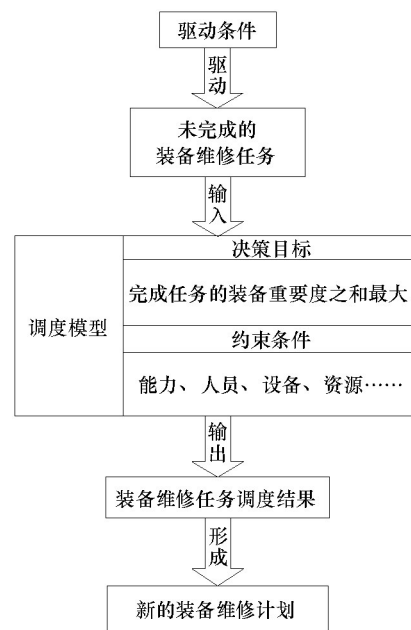 驱动条件
驱动
未完成的
装备维修任务
输入
调度模型
决策目标
完成任务的装备重要度之和最大
约束条件
能力、人员、设备、资源……
输出
装备维修任务调度结果
形成
新的装备维修计划